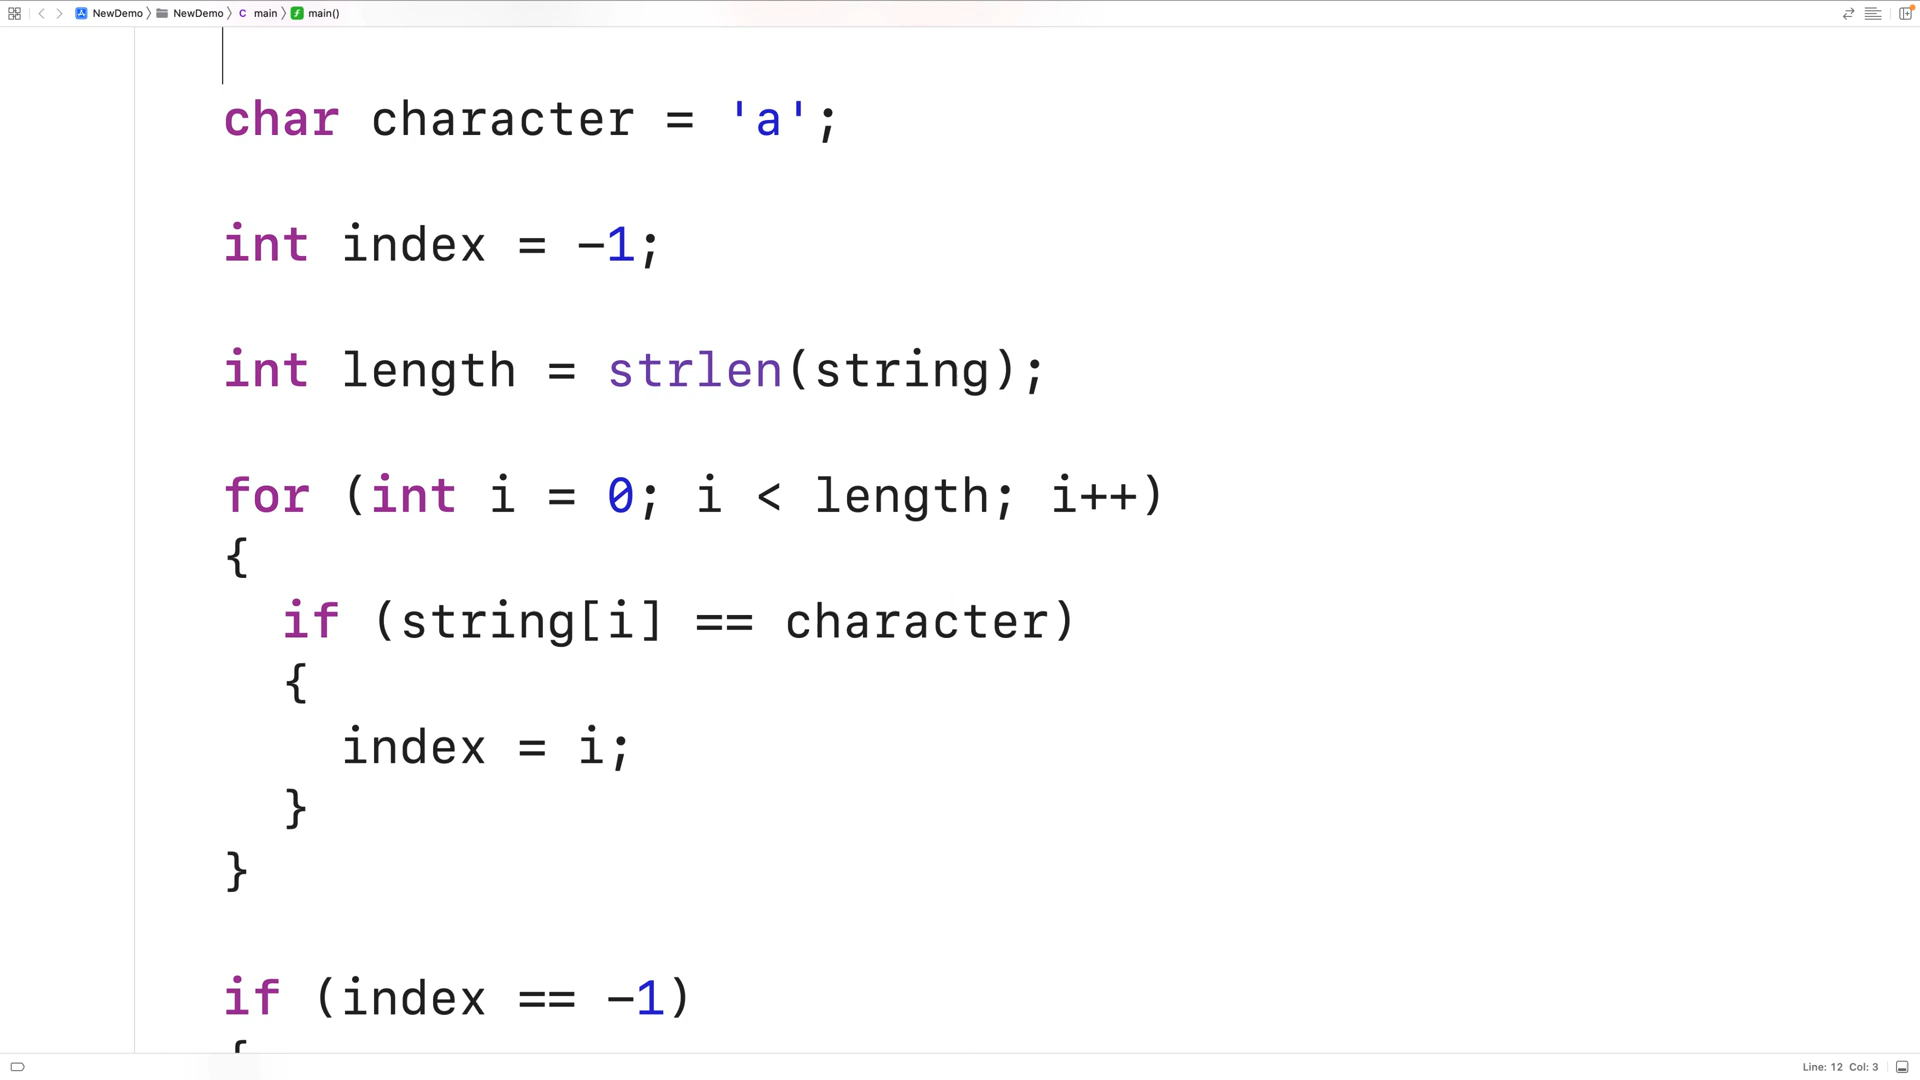 NewDemo 〉 NewDemo 〉 C main 〉 f main()
char character = 'a';
int index = -1;
int length = strlen(string);
for (int i = 0; i < length; i++)
{
if (string[i] == character)
{
index = i;
}
}
if (index == -1)
{
Line: 12 Col: 3